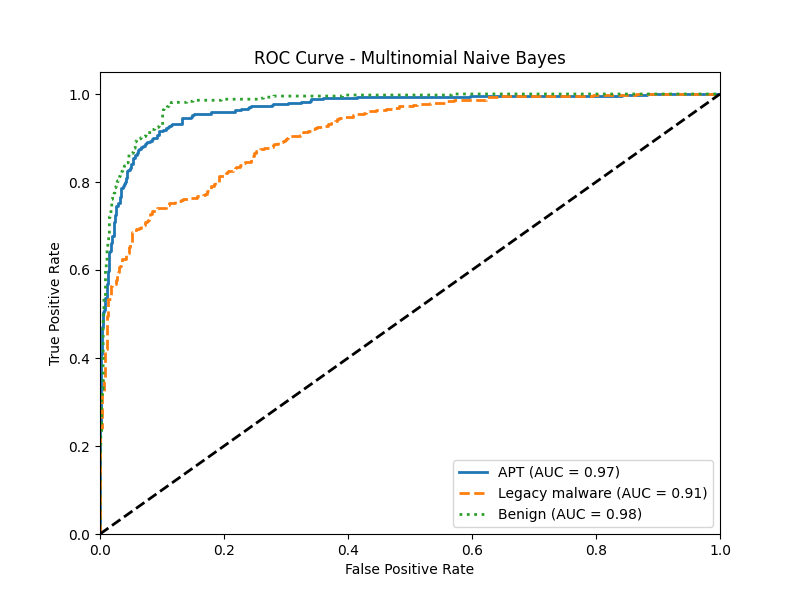 ROC Curve - Multinomial Naive Bayes
True Positive Rate
1.0
0.8
0.6
0.4
0.2
0.0
APT (AUC = 0.97)
Legacy malware (AUC = 0.91)
Benign (AUC = 0.98)
0.0 0.2 0.4 0.6 0.8 1.0
False Positive Rate